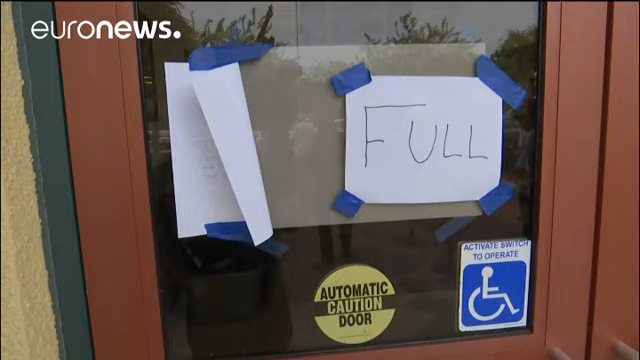 euronews.
FULL
ACTIVATE SWITCH
TO OPERATE
AUTOMATIC
CAUTION
DOOR